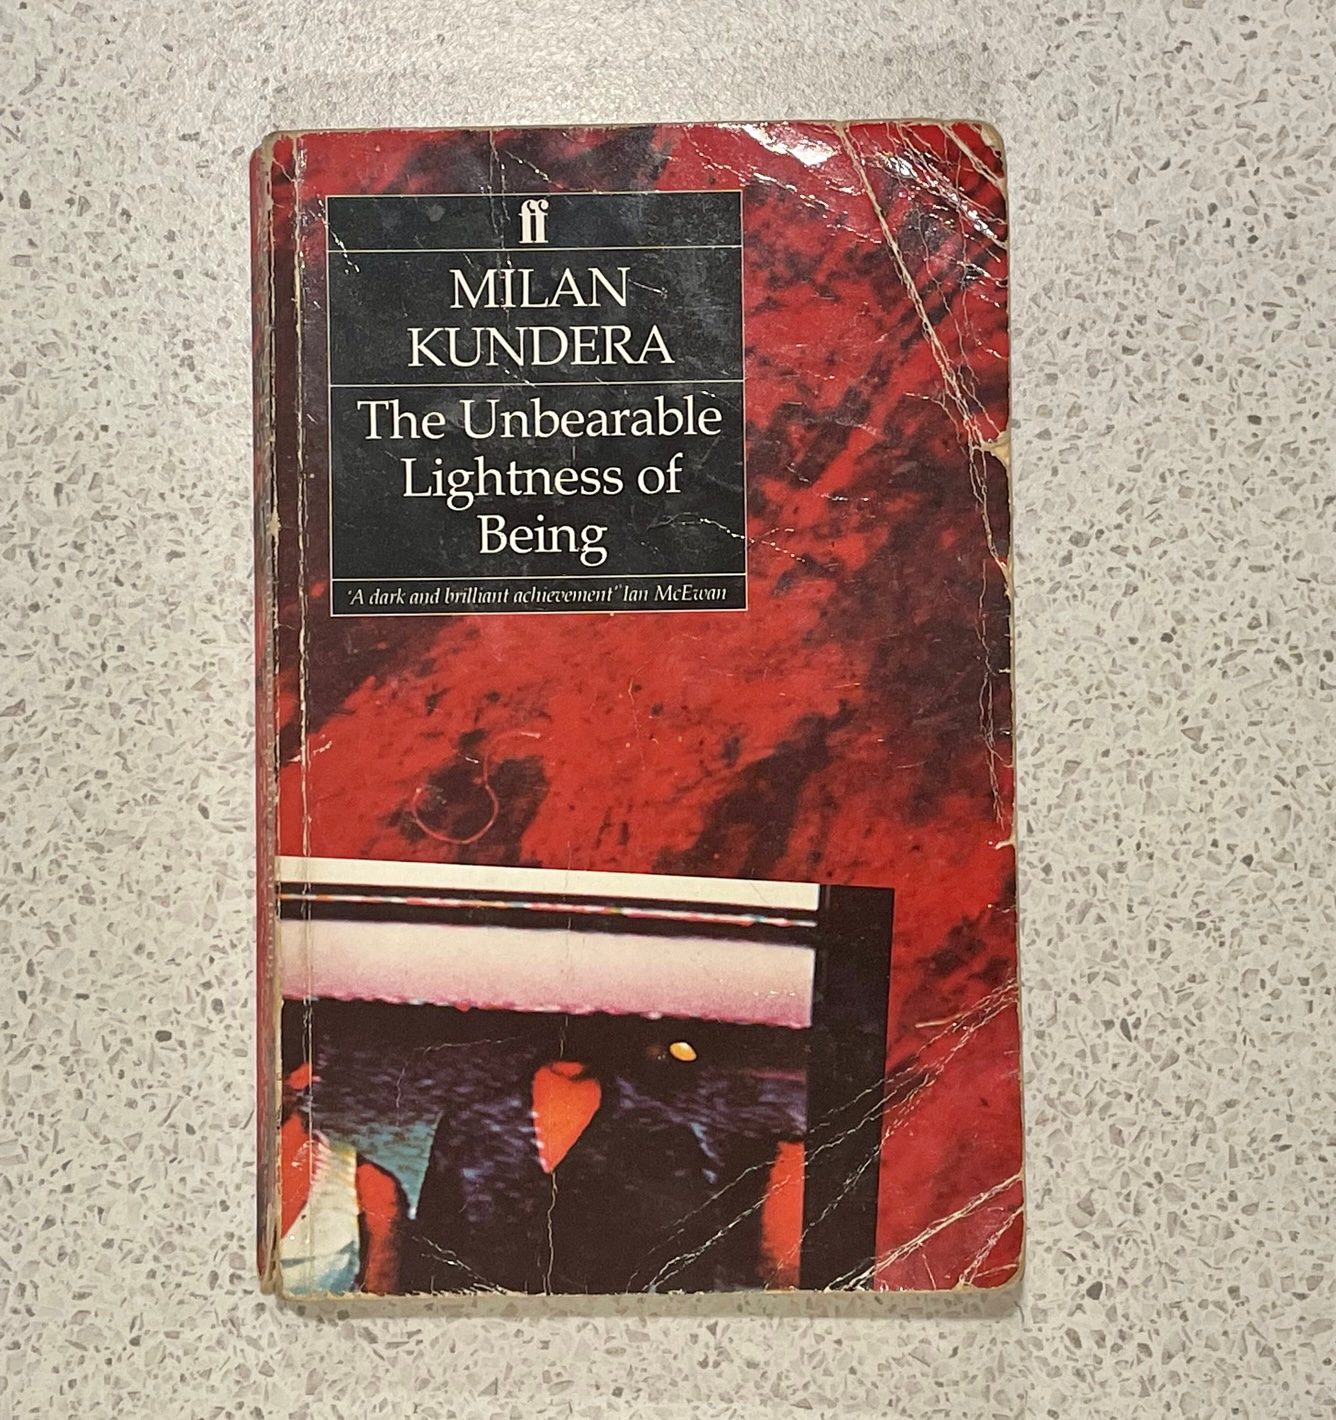 ff
MILAN
KUNDERA
The Unbearable
Lightness of
Being
'A dark and brilliant achievement' Ian McEwan